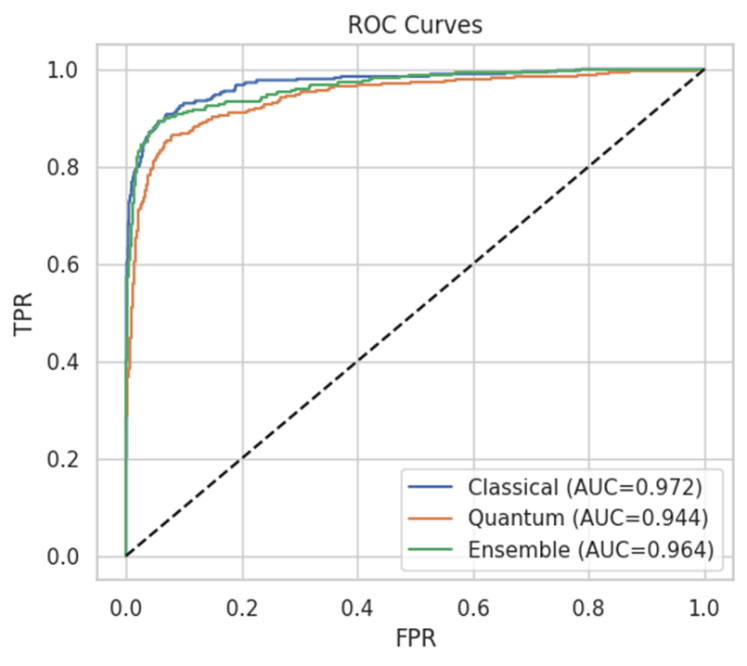 ROC Curves
1.0
0.8
0.6
0.4
0.2
0.0
TPR
Classical (AUC=0.972)
Quantum (AUC=0.944)
Ensemble (AUC=0.964)
0.0 0.2 0.4 0.6 0.8 1.0
FPR